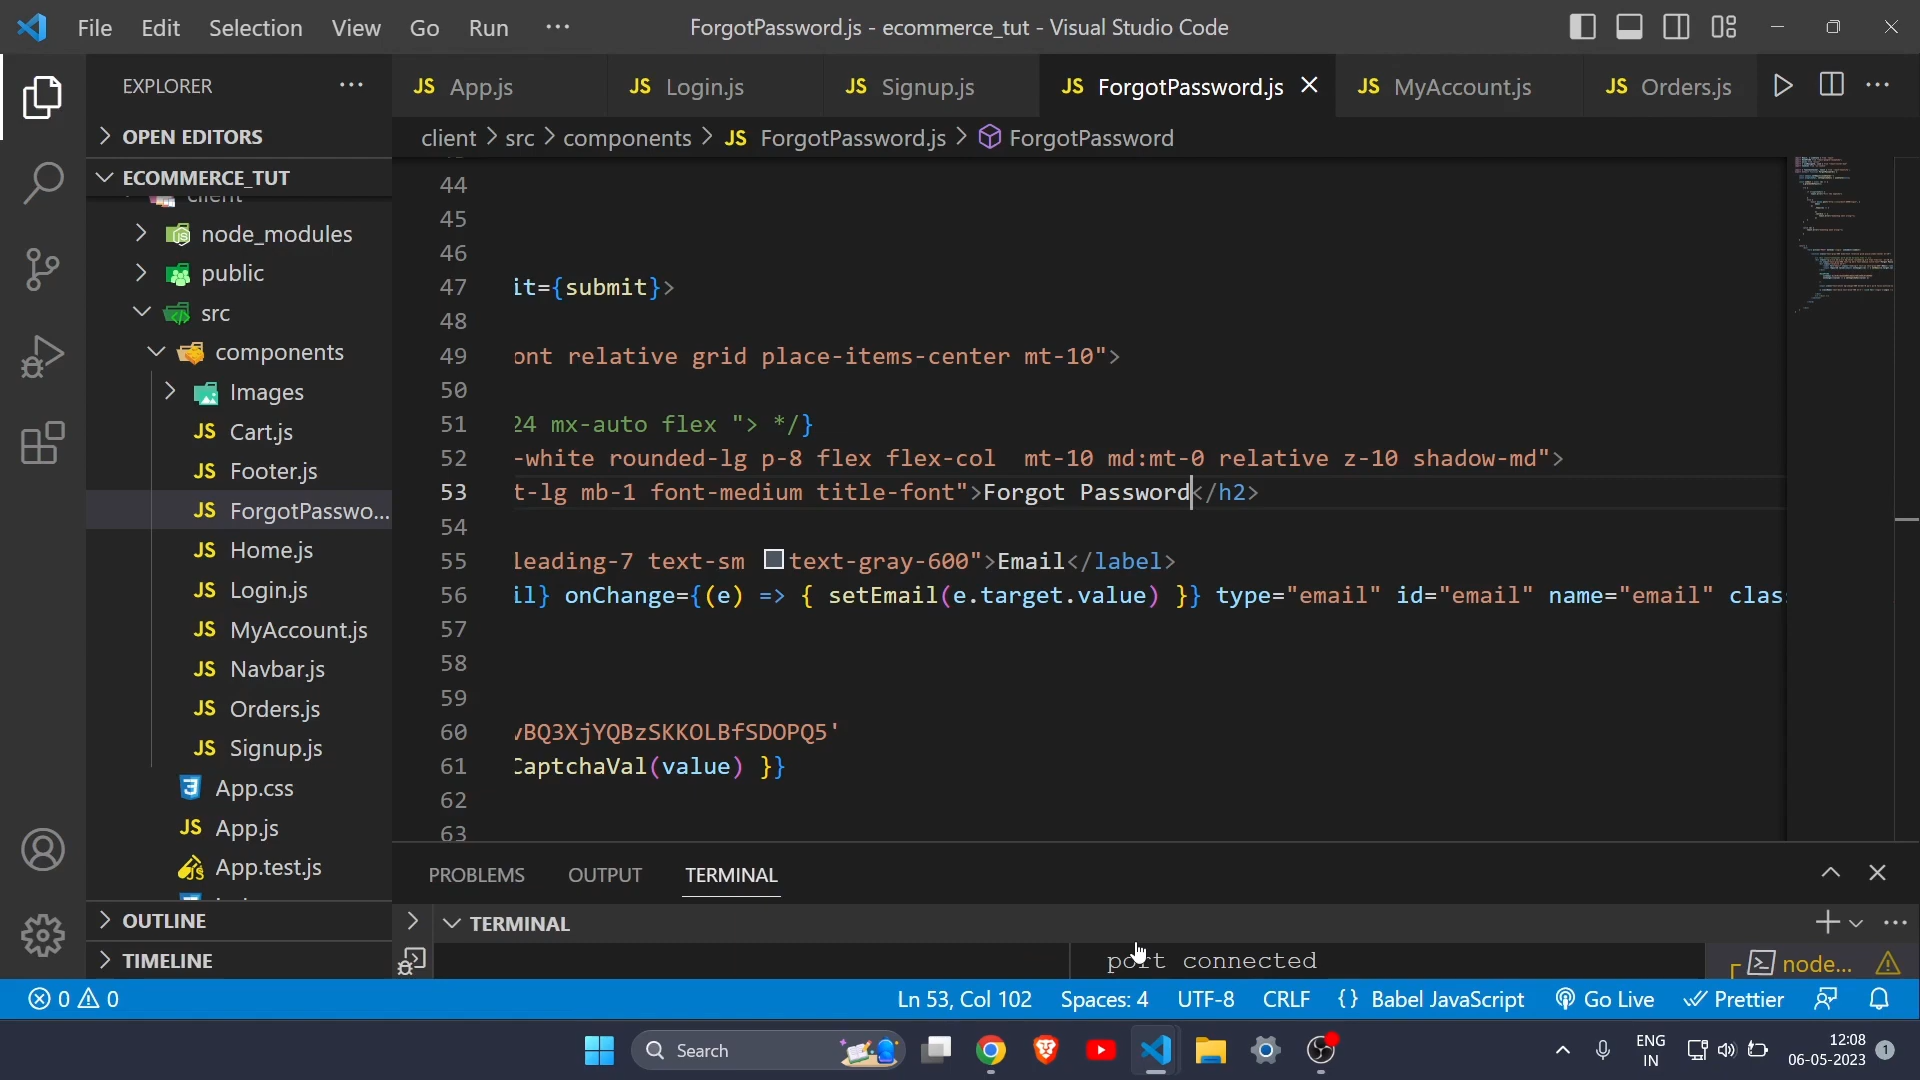 File Edit Selection View Go Run ···
ForgotPassword.js - ecommerce_tut - Visual Studio Code
EXPLORER
OPEN EDITORS
ECOMMERCE_TUT
client
node_modules
public
src
components
Images
JS Cart.js
JS Footer.js
JS ForgotPasswo...
JS Home.js
JS Login.js
JS MyAccount.js
JS Navbar.js
JS Orders.js
JS Signup.js
App.css
JS App.js
App.test.js
OUTLINE
TIMELINE
JS App.js JS Login.js JS Signup.js JS ForgotPassword.js JS MyAccount.js JS Orders.js
client > src > components > JS ForgotPassword.js > ForgotPassword
44
45
46
47 it={submit}>
48
49 ont relative grid place-items-center mt-10">
50
51 24 mx-auto flex "> */}
52 -white rounded-lg p-8 flex flex-col  mt-10 md:mt-0 relative z-10 shadow-md">
53 t-lg mb-1 font-medium title-font">Forgot Password</h2>
54
55 leading-7 text-sm text-gray-600">Email</label>
56 il} onChange={(e) => { setEmail(e.target.value) }} type="email" id="email" name="email" clas
57
58
59
60 vBQ3XjYQBzSKKOLBfSDOPQ5'
61 CaptchaVal(value) }}
62
63
PROBLEMS OUTPUT TERMINAL
TERMINAL
port connected
node...
0 0
Ln 53, Col 102 Spaces: 4 UTF-8 CRLF {} Babel JavaScript Go Live Prettier
Search
ENG
IN
12:08
06-05-2023
1